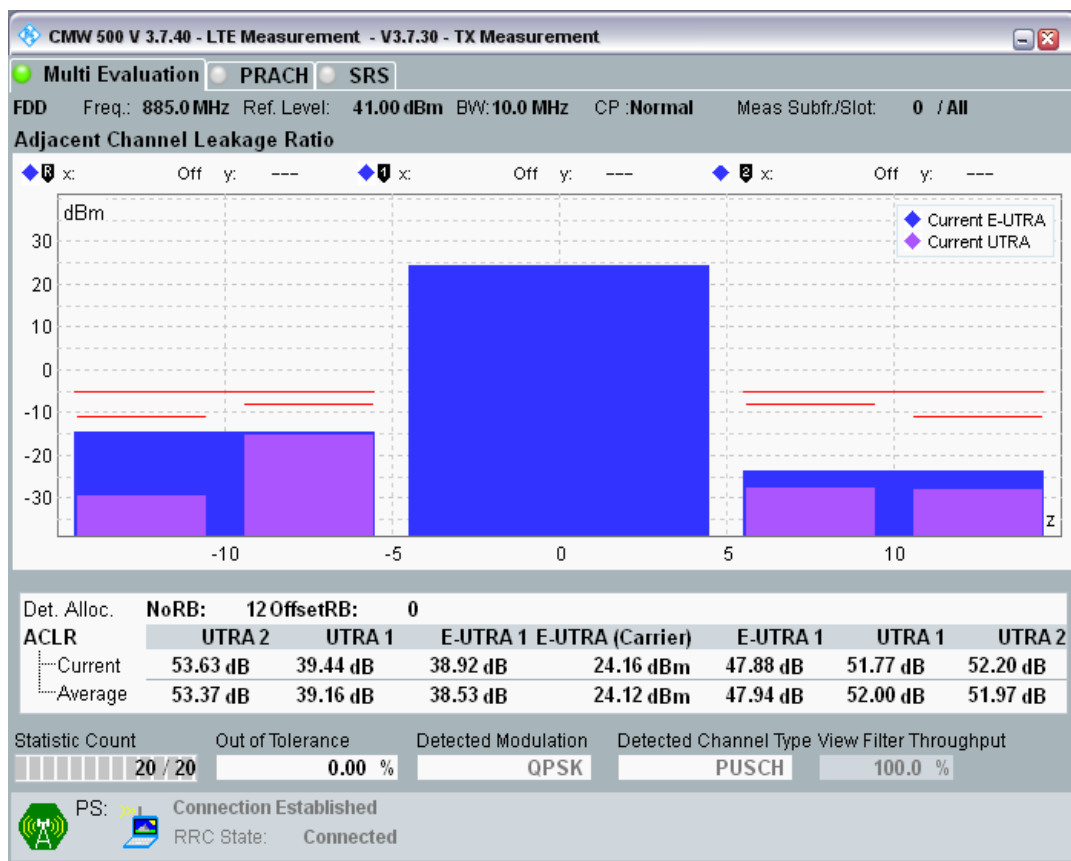 CMW 500 V 3.7.40 - LTE Measurement - V3.7.30 - TX Measurement
Multi Evaluation PRACH SRS
FDD Freq.: 885.0 MHz Ref. Level: 41.00 dBm BW: 10.0 MHz CP :Normal Meas Subfr./Slot: 0 / All
Adjacent Channel Leakage Ratio
R x: Off y: --- 1 x: Off y: --- 2 x: Off y: ---
dBm
Current E-UTRA
Current UTRA
30
20
10
0
-10
-20
-30
z
-10 -5 0 5 10
Det. Alloc. NoRB: 12 OffsetRB: 0
ACLR UTRA 2 UTRA 1 E-UTRA 1 E-UTRA (Carrier) E-UTRA 1 UTRA 1 UTRA 2
Current 53.63 dB 39.44 dB 38.92 dB 24.16 dBm 47.88 dB 51.77 dB 52.20 dB
Average 53.37 dB 39.16 dB 38.53 dB 24.12 dBm 47.94 dB 52.00 dB 51.97 dB
Statistic Count Out of Tolerance Detected Modulation Detected Channel Type View Filter Throughput
20 / 20 0.00 % QPSK PUSCH 100.0 %
PS: Connection Established
RRC State: Connected